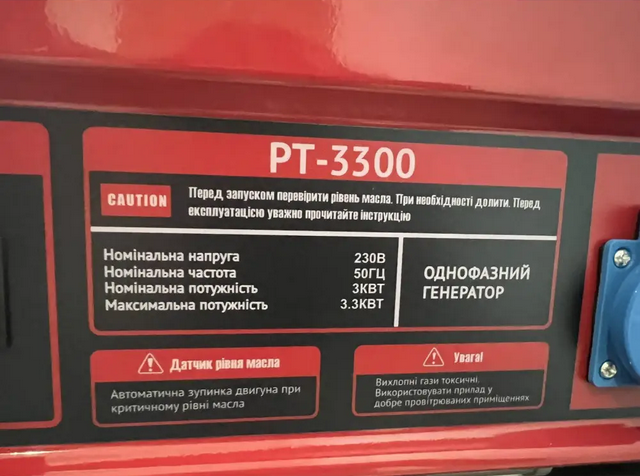 PT-3300
CAUTION
Перед запуском перевірити рівень масла. При необхідності долити. Перед
експлуатацією уважно прочитайте інструкцію
Номінальна напруга 230В
Номінальна частота 50ГЦ
Номінальна потужність 3КВТ
Максимальна потужність 3.3КВТ
ОДНОФАЗНИЙ
ГЕНЕРАТОР
Датчик рівня масла
Автоматична зупинка двигуна при
критичному рівні масла
Увага!
Вихлопні гази токсичні.
Використовувати прилад у
добре провітрюваних приміщеннях